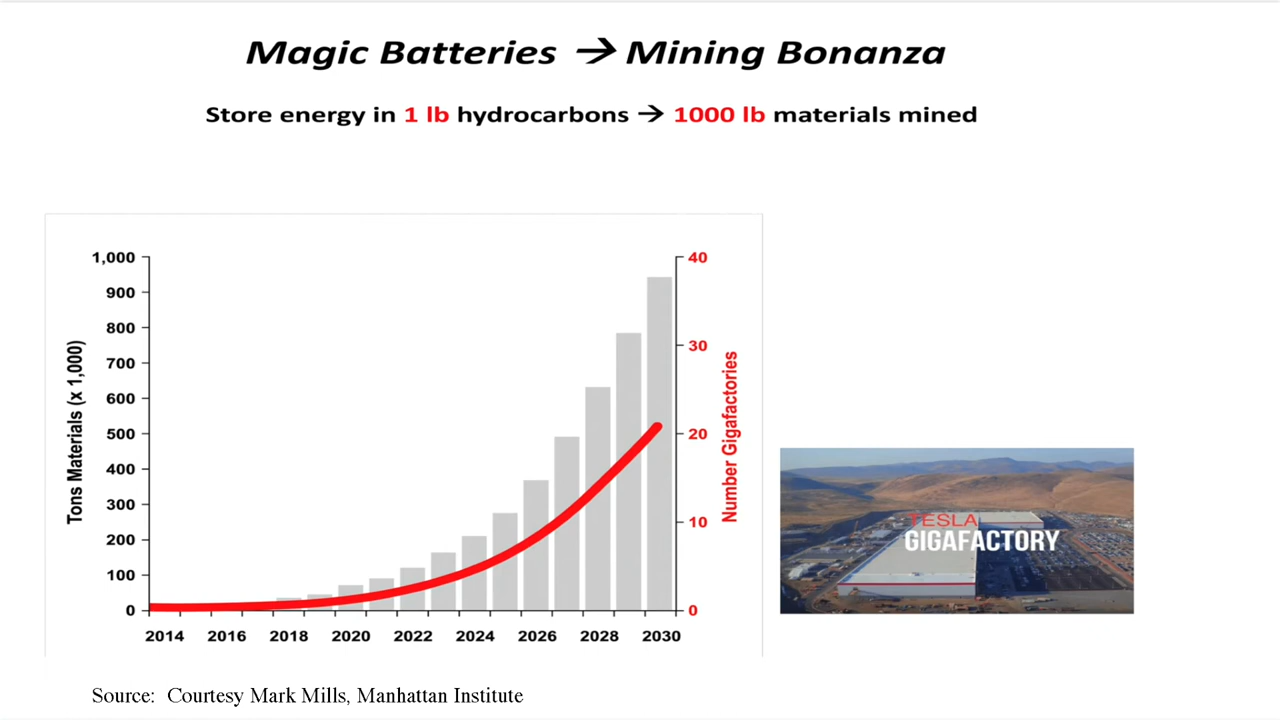 Magic Batteries → Mining Bonanza
Store energy in 1 lb hydrocarbons → 1000 lb materials mined
1,000
900
800
700
600
500
400
300
200
100
0
Tons Materials (x 1,000)
40
30
20
10
0
Number Gigafactories
2014 2016 2018 2020 2022 2024 2026 2028 2030
TESLA
GIGAFACTORY
Source: Courtesy Mark Mills, Manhattan Institute